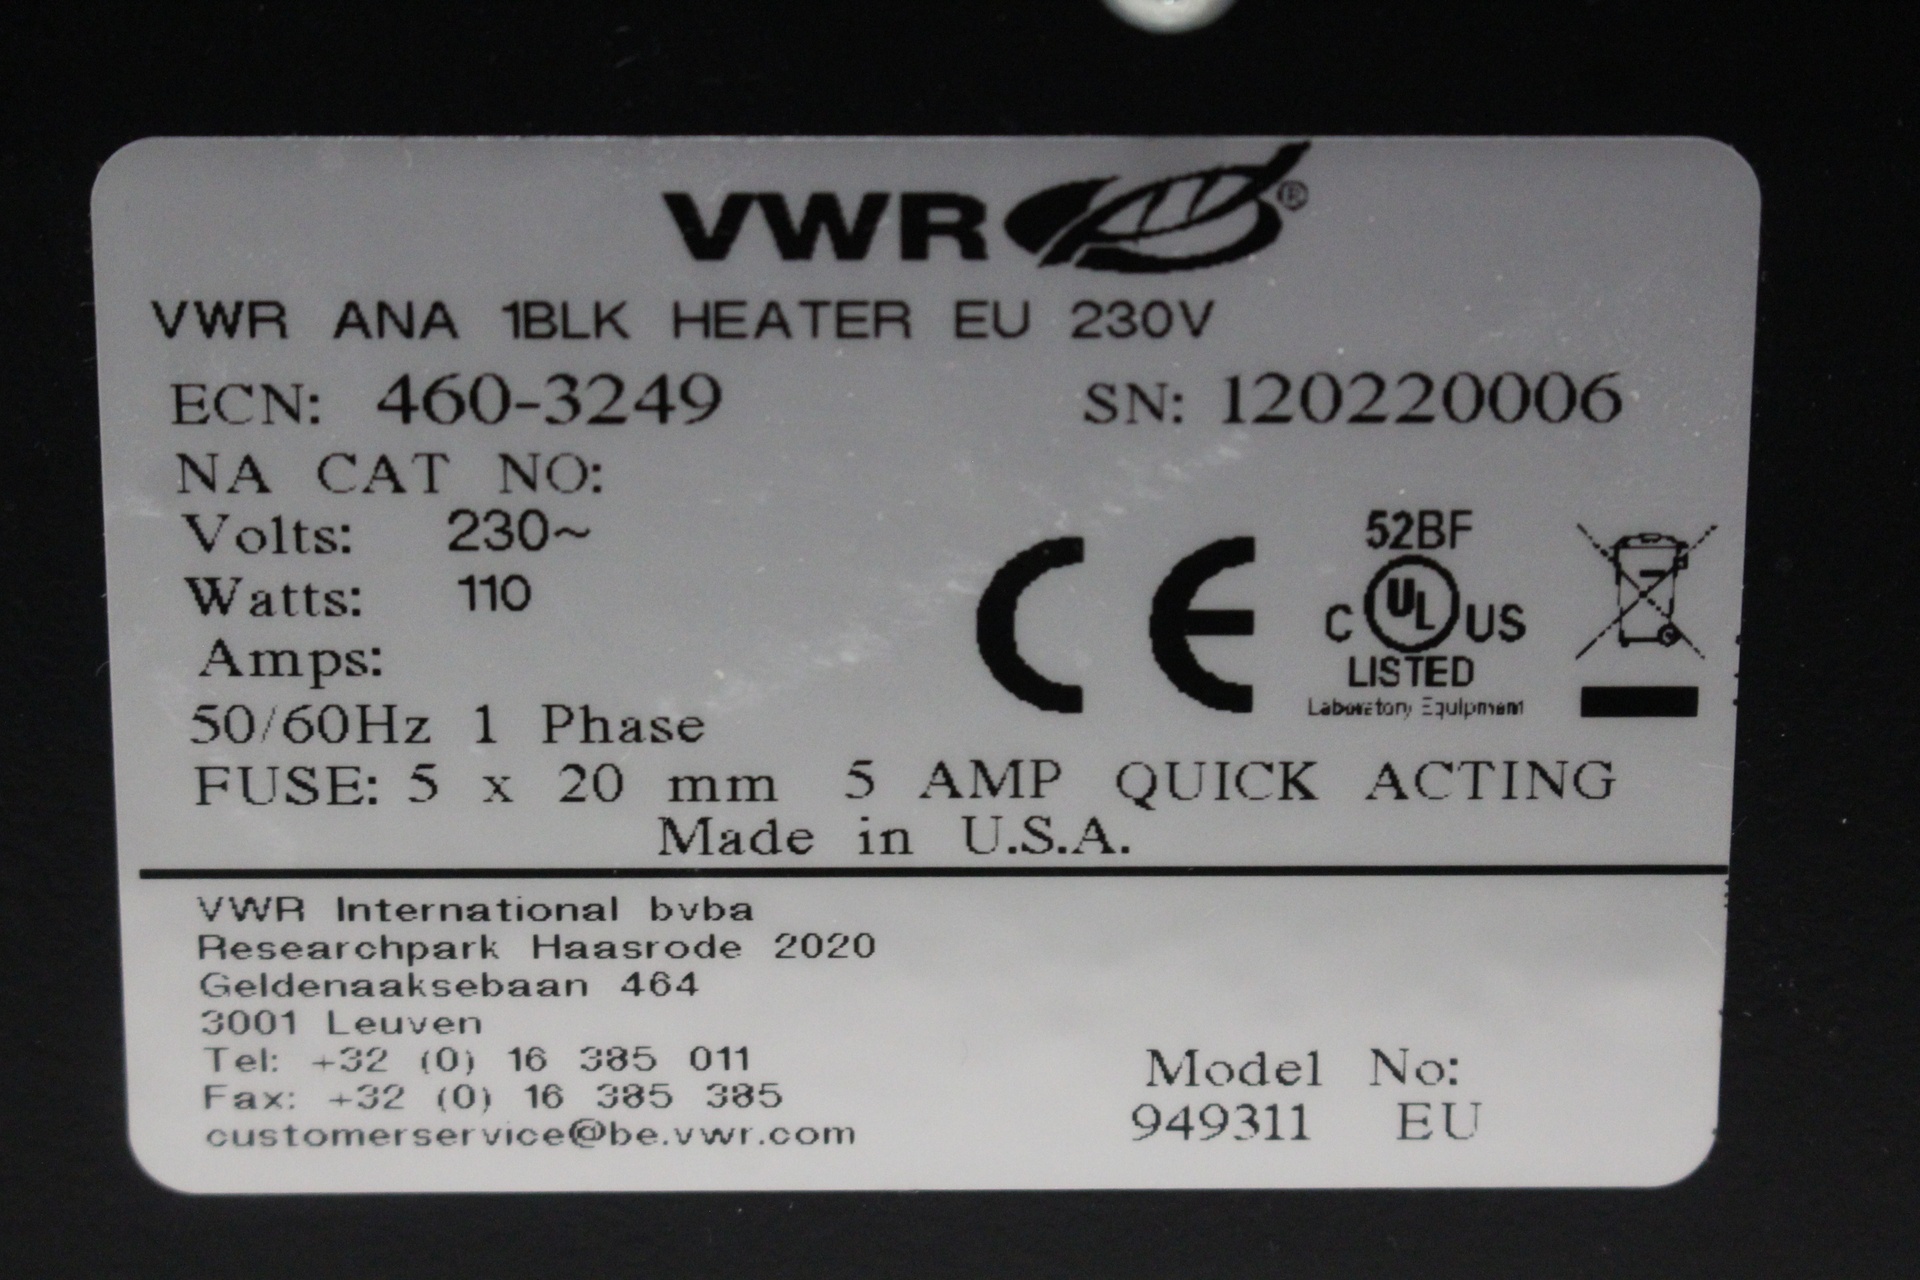 VWR®
VWR ANA 1BLK HEATER EU 230V
ECN: 460-3249 SN: 120220006
NA CAT NO:
Volts: 230~
Watts: 110
Amps:
50/60Hz 1 Phase
FUSE: 5 x 20 mm 5 AMP QUICK ACTING
Made in U.S.A.
CE
52BF
C UL US
LISTED
Laboratory Equipment
VWR International bvba
Researchpark Haasrode 2020
Geldenaaksebaan 464
3001 Leuven
Tel: +32 (0) 16 385 011
Fax: +32 (0) 16 385 385
customerservice@be.vwr.com
Model No:
949311 EU